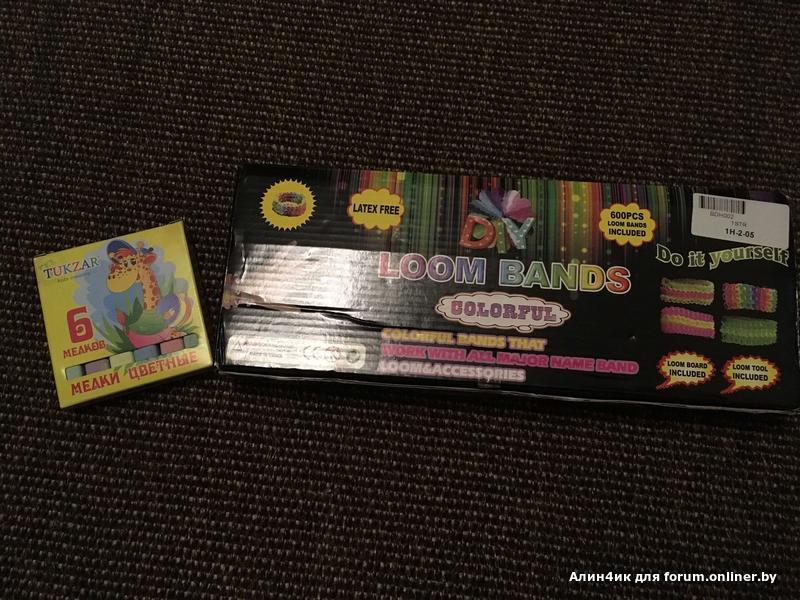 TUKZAR
6
МЕЛКОВ
МЕЛКИ ЦВЕТНЫЕ
LATEX FREE
DIY
LOOM BANDS
COLORFUL
COLORFUL BANDS THAT
WORK WITH ALL MAJOR NAME BAND
LOOM&ACCESSORIES
600PCS
LOOM BANDS
INCLUDED
BDH002
1H-2-05
Do it yourself
LOOM BOARD
INCLUDED
LOOM TOOL
INCLUDED
Алин4ик для forum.onliner.by